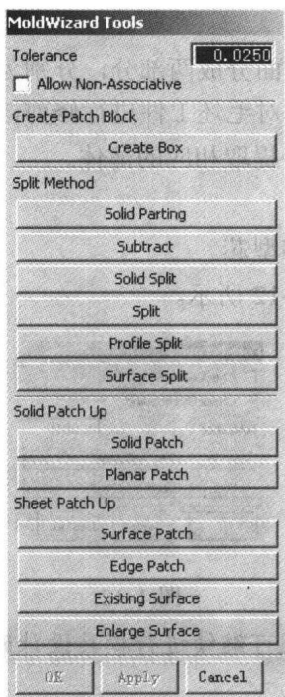 MoldWizard Tools
Tolerance 0.0250
Allow Non-Associative
Create Patch Block
Create Box
Split Method
Solid Parting
Subtract
Solid Split
Split
Profile Split
Surface Split
Solid Patch Up
Solid Patch
Planar Patch
Sheet Patch Up
Surface Patch
Edge Patch
Existing Surface
Enlarge Surface
OK Apply Cancel